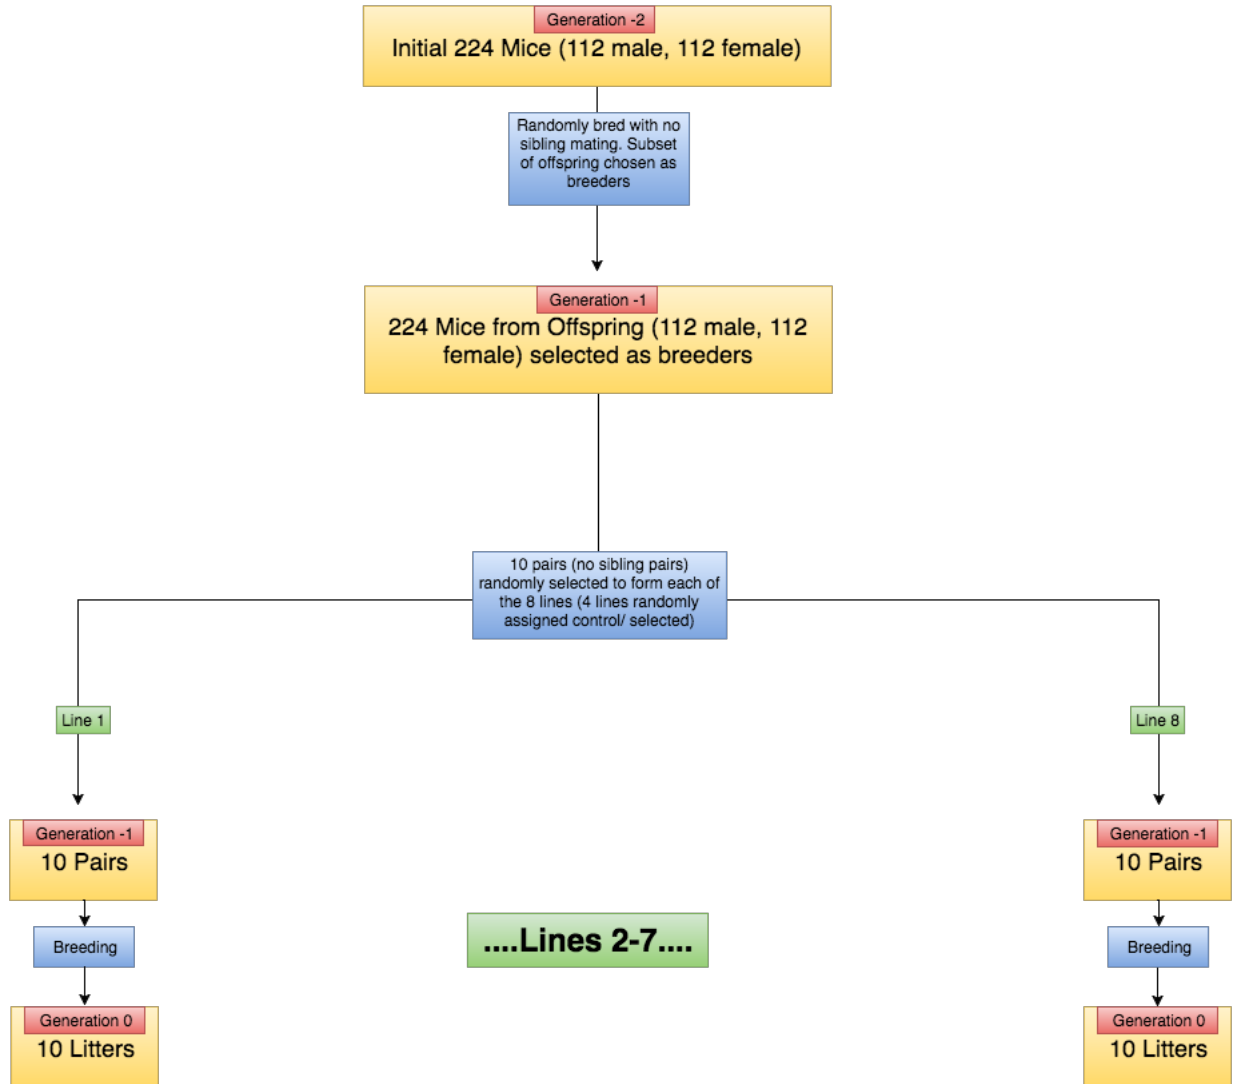 Generation -2
Initial 224 Mice (112 male, 112 female)
Randomly bred with no
sibling mating. Subset
of offspring chosen as
breeders
Generation -1
224 Mice from Offspring (112 male, 112
female) selected as breeders
10 pairs (no sibling pairs)
randomly selected to form each of
the 8 lines (4 lines randomly
assigned control/ selected)
Line 1
Line 8
Generation -1
10 Pairs
Generation -1
10 Pairs
Breeding
....Lines 2-7....
Breeding
Generation 0
10 Litters
Generation 0
10 Litters